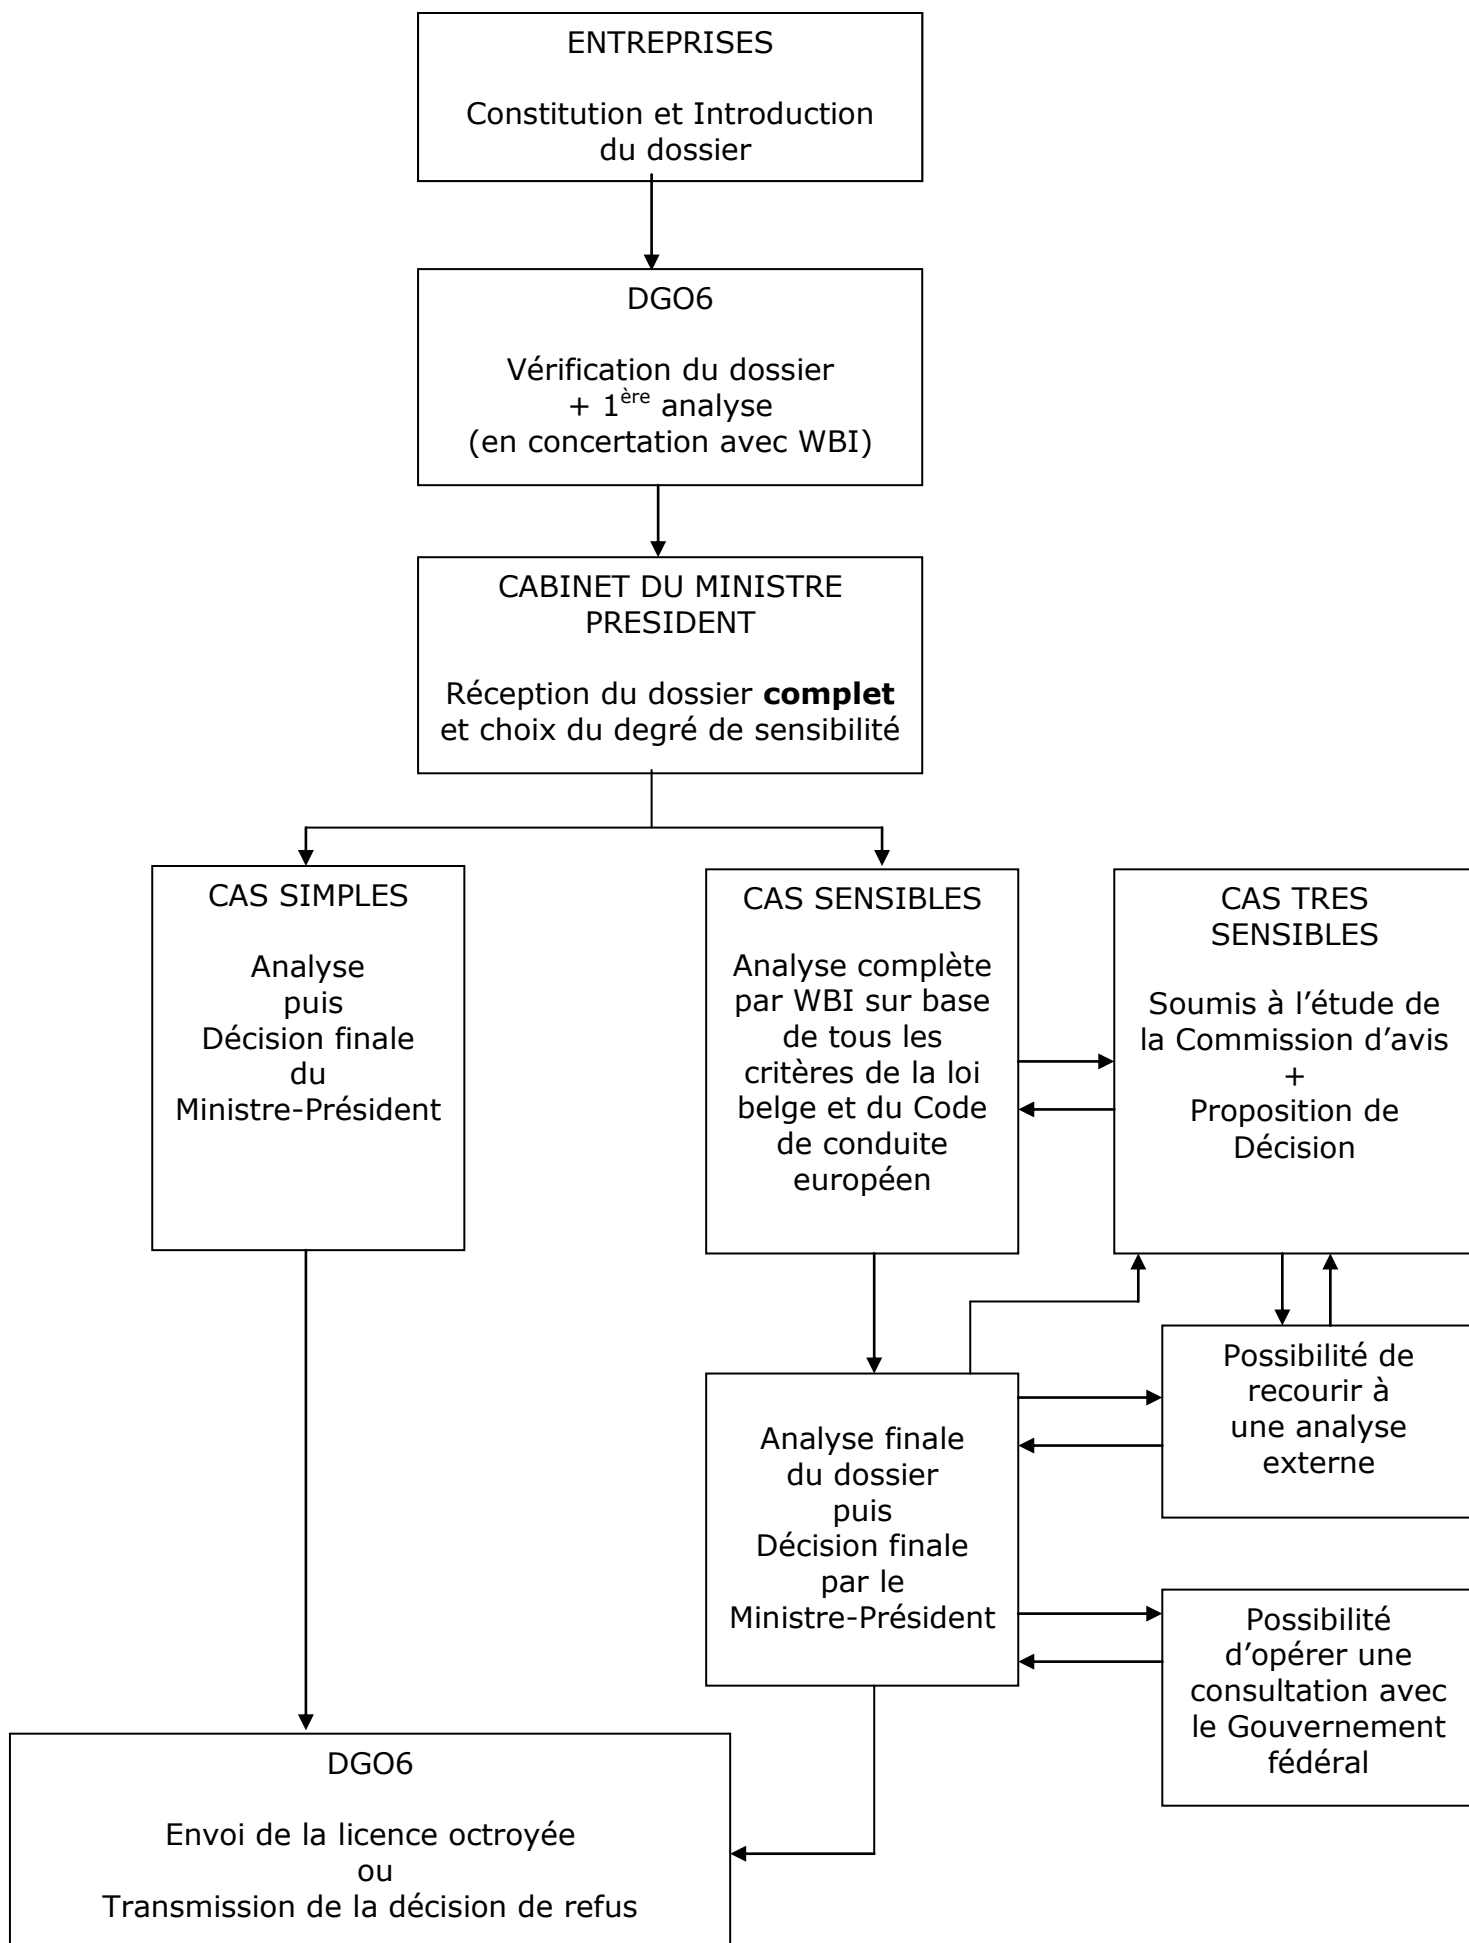 ENTREPRISES
Constitution et Introduction
du dossier
DGO6
Vérification du dossier
+ 1ère analyse
(en concertation avec WBI)
CABINET DU MINISTRE
PRESIDENT
Réception du dossier complet
et choix du degré de sensibilité
CAS SIMPLES
Analyse
puis
Décision finale
du
Ministre-Président
CAS SENSIBLES
Analyse complète
par WBI sur base
de tous les
critères de la loi
belge et du Code
de conduite
européen
CAS TRES
SENSIBLES
Soumis à l’étude de
la Commission d’avis
+
Proposition de
Décision
Analyse finale
du dossier
puis
Décision finale
par le
Ministre-Président
Possibilité de
recourir à
une analyse
externe
Possibilité
d’opérer une
consultation avec
le Gouvernement
fédéral
DGO6
Envoi de la licence octroyée
ou
Transmission de la décision de refus